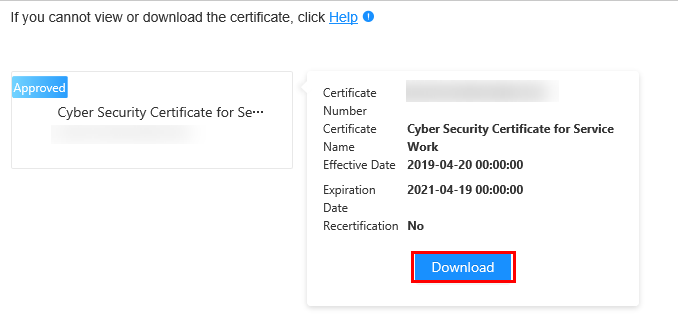 If you cannot view or download the certificate, click Help
Approved
Cyber Security Certificate for Se···
Certificate
Number
Certificate Cyber Security Certificate for Service
Name Work
Effective Date 2019-04-20 00:00:00
Expiration 2021-04-19 00:00:00
Date
Recertification No
Download